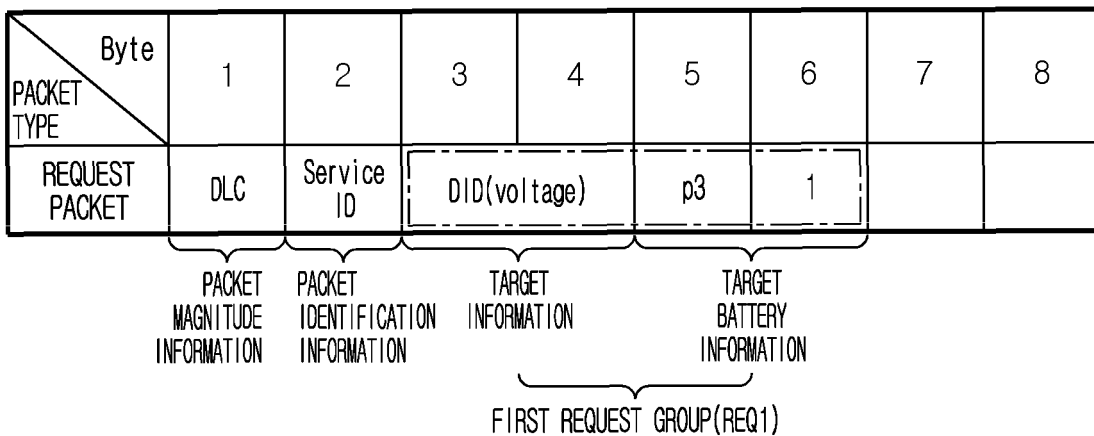 Byte
PACKET
TYPE
1 2 3 4 5 6 7 8
REQUEST
PACKET
DLC
Service
ID
DID(voltage)
p3
1
PACKET
MAGNITUDE
INFORMATION
PACKET
IDENTIFICATION
INFORMATION
TARGET
INFORMATION
TARGET
BATTERY
INFORMATION
FIRST REQUEST GROUP(REQ1)